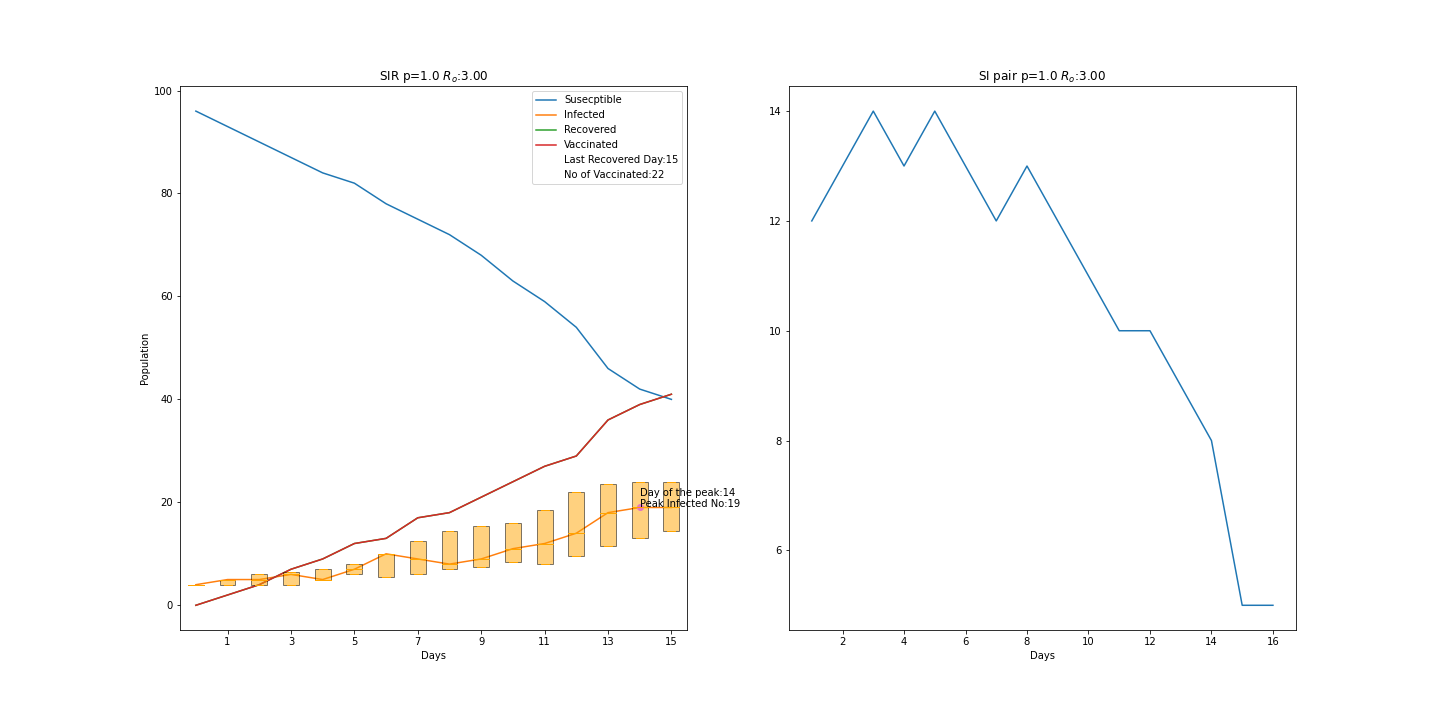 SIR p=1.0 Rₒ:3.00
100
80
60
40
20
0
Population
Susecptible
Infected
Recovered
Vaccinated
Last Recovered Day:15
No of Vaccinated:22
Day of the peak:14
Peak Infected No:19
1 3 5 7 9 11 13 15
Days
SI pair p=1.0 Rₒ:3.00
14
12
10
8
6
2 4 6 8 10 12 14 16
Days